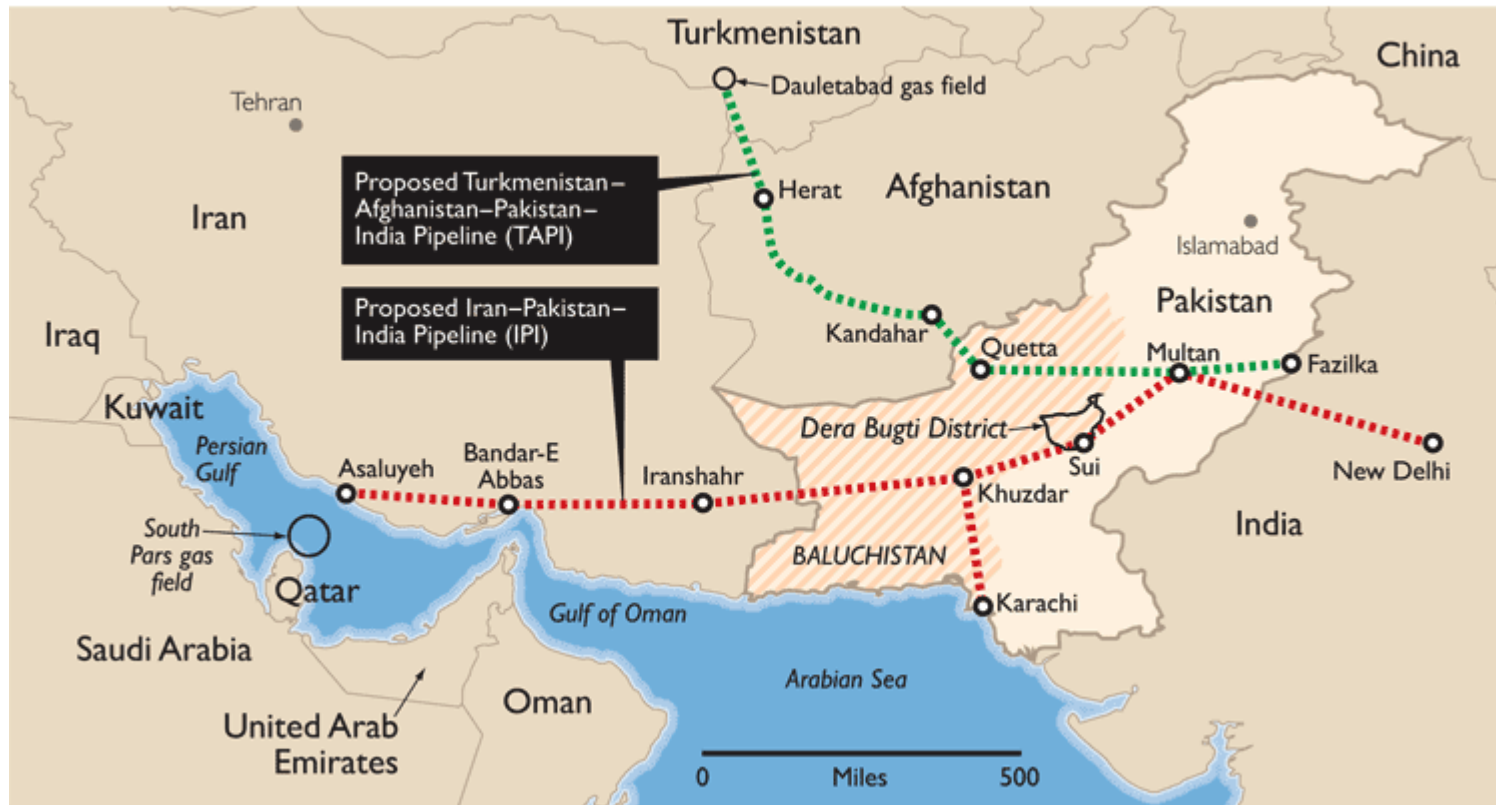 Turkmenistan
China
Dauletabad gas field
Tehran
Proposed Turkmenistan–
Afghanistan–Pakistan–
India Pipeline (TAPI)
Herat
Afghanistan
Iran
Islamabad
Proposed Iran–Pakistan–
India Pipeline (IPI)
Pakistan
Iraq
Kandahar
Quetta
Multan
Fazilka
Kuwait
Persian
Gulf
Dera Bugti District
Asaluyeh
Bandar-E
Abbas
Iranshahr
Sui
New Delhi
Khuzdar
South
Pars gas
field
India
BALUCHISTAN
Qatar
Gulf of Oman
Karachi
Saudi Arabia
Arabian Sea
Oman
United Arab
Emirates
0 Miles 500